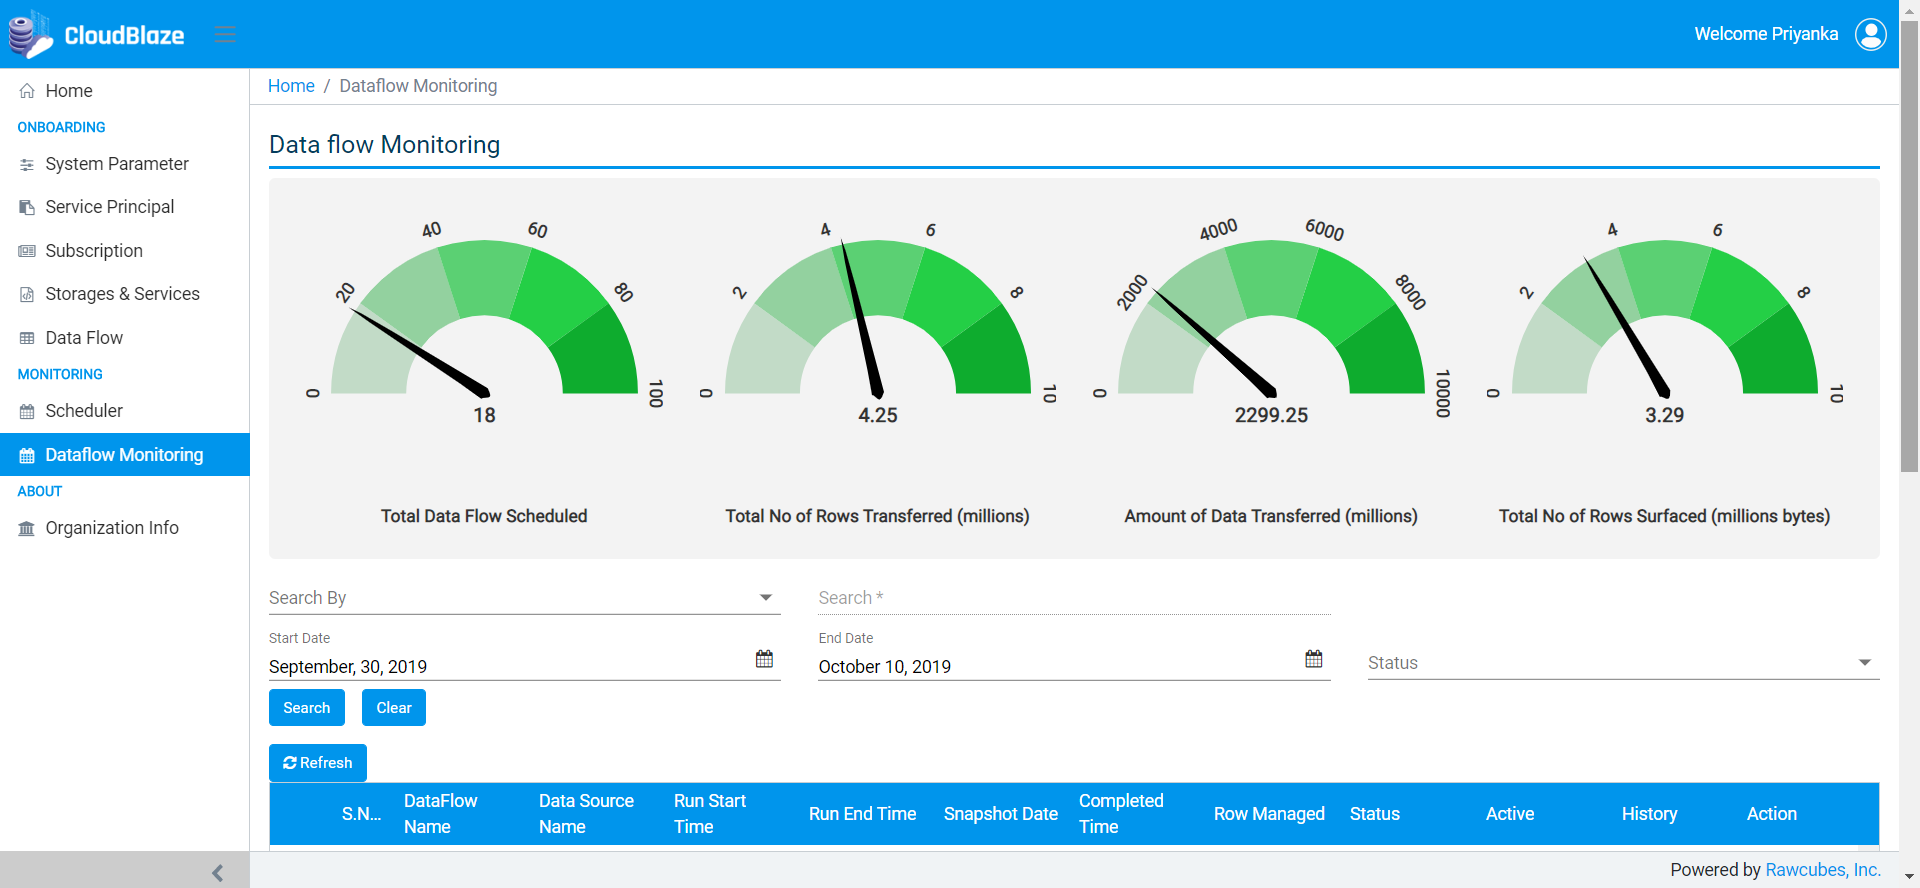 CloudBlaze
Welcome Priyanka
Home
ONBOARDING
System Parameter
Service Principal
Subscription
Storages & Services
Data Flow
MONITORING
Scheduler
Dataflow Monitoring
ABOUT
Organization Info
Home / Dataflow Monitoring
Data flow Monitoring
0 20 40 60 80 100
18
Total Data Flow Scheduled
0 2 4 6 8 10
4.25
Total No of Rows Transferred (millions)
0 2000 4000 6000 8000 10000
2299.25
Amount of Data Transferred (millions)
0 2 4 6 8 10
3.29
Total No of Rows Surfaced (millions bytes)
Search By
Search *
Start Date
September, 30, 2019
End Date
October 10, 2019
Status
Search
Clear
Refresh
S.N...
DataFlow
Name
Data Source
Name
Run Start
Time
Run End Time
Snapshot Date
Completed
Time
Row Managed
Status
Active
History
Action
Powered by Rawcubes, Inc.